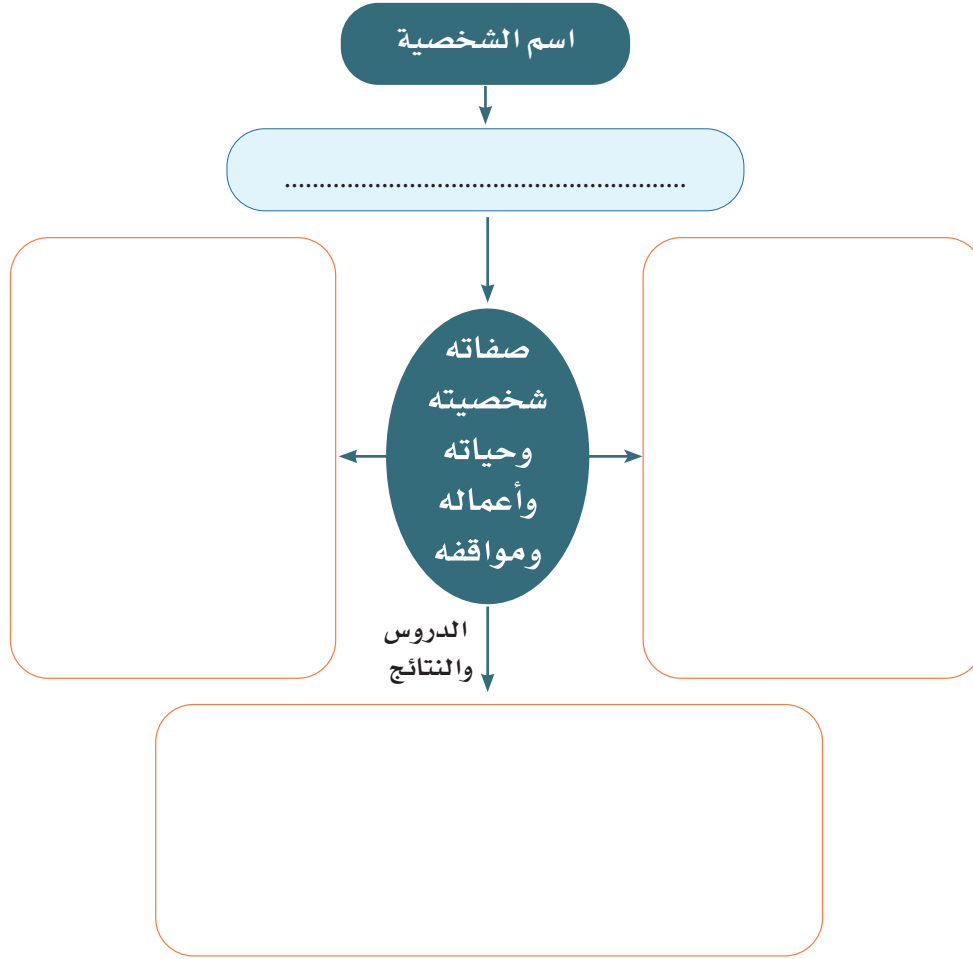 اسم الشخصية
............................................................
صفاته
شخصيته
وحياته
وأعماله
ومواقفه
الدروس
والنتائج